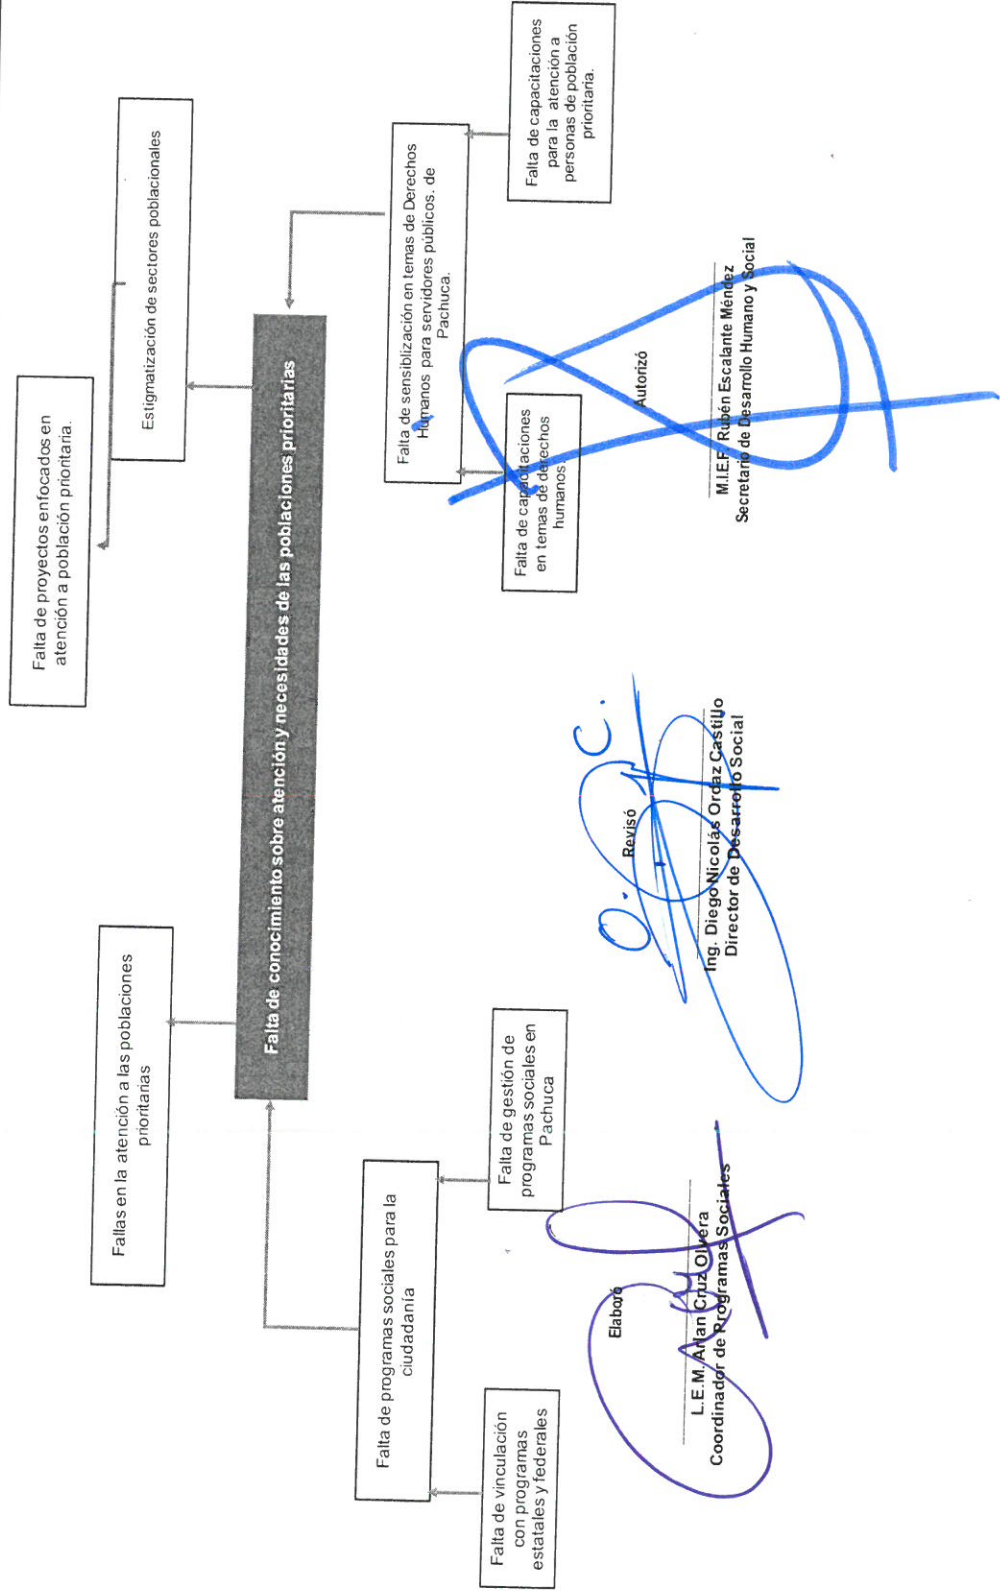 Falta de proyectos enfocados en
atención a población prioritaria.
Fallas en la atención a las poblaciones
prioritarias
Estigmatización de sectores poblacionales
Falta de conocimiento sobre atención y necesidades de las poblaciones prioritarias
Falta de programas sociales para la
ciudadanía
Falta de sensiblización en temas de Derechos
Humanos para servidores públicos. de
Pachuca.
Falta de vinculación
con programas
estatales y federales
Falta de gestión de
programas sociales en
Pachuca
Falta de capacitaciones
en temas de derechos
humanos
Falta de capacitaciones
para la atención a
personas de población
prioritaria.
Elaboró
L.E.M. Arian Cruz Olvera
Coordinador de Programas Sociales
O. C.
Revisó
Ing. Diego Nicolás Ordaz Castillo
Director de Desarrollo Social
Autorizó
M.I.E.F. Rubén Escalante Méndez
Secretario de Desarrollo Humano y Social